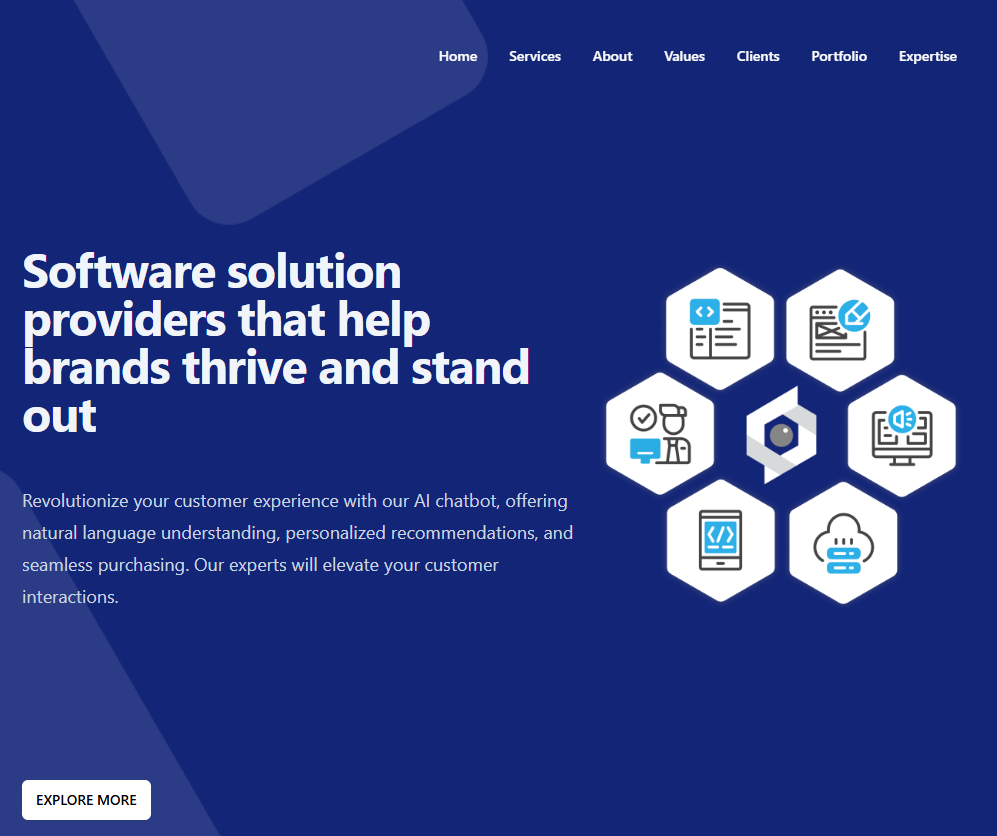 Home Services About Values Clients Portfolio Expertise
Software solution
providers that help
brands thrive and stand
out
Revolutionize your customer experience with our AI chatbot, offering
natural language understanding, personalized recommendations, and
seamless purchasing. Our experts will elevate your customer
interactions.
EXPLORE MORE